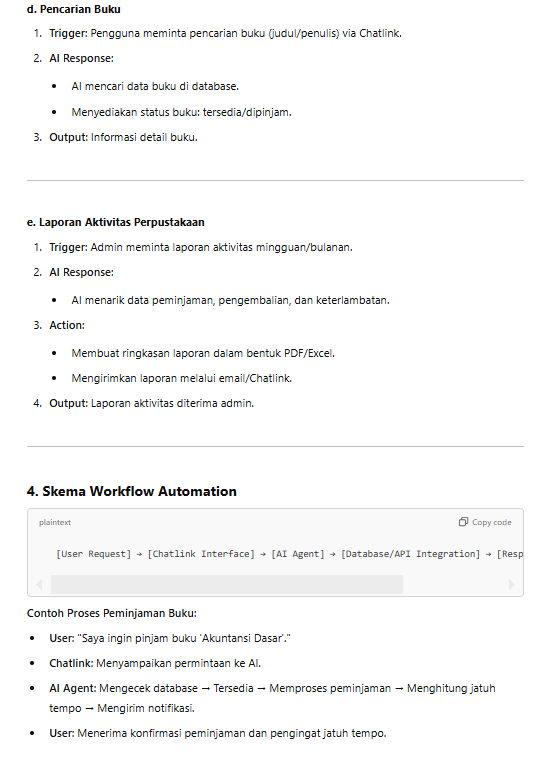 d. Pencarian Buku
1. Trigger: Pengguna meminta pencarian buku (judul/penulis) via Chatlink.
2. AI Response:
• AI mencari data buku di database.
• Menyediakan status buku: tersedia/dipinjam.
3. Output: Informasi detail buku.
e. Laporan Aktivitas Perpustakaan
1. Trigger: Admin meminta laporan aktivitas mingguan/bulanan.
2. AI Response:
• AI menarik data peminjaman, pengembalian, dan keterlambatan.
3. Action:
• Membuat ringkasan laporan dalam bentuk PDF/Excel.
• Mengirimkan laporan melalui email/Chatlink.
4. Output: Laporan aktivitas diterima admin.
4. Skema Workflow Automation
plaintext Copy code
[User Request] → [Chatlink Interface] → [AI Agent] → [Database/API Integration] → [Resp
Contoh Proses Peminjaman Buku:
• User: "Saya ingin pinjam buku 'Akuntansi Dasar'."
• Chatlink: Menyampaikan permintaan ke AI.
• AI Agent: Mengecek database → Tersedia → Memproses peminjaman → Menghitung jatuh
tempo → Mengirim notifikasi.
• User: Menerima konfirmasi peminjaman dan pengingat jatuh tempo.